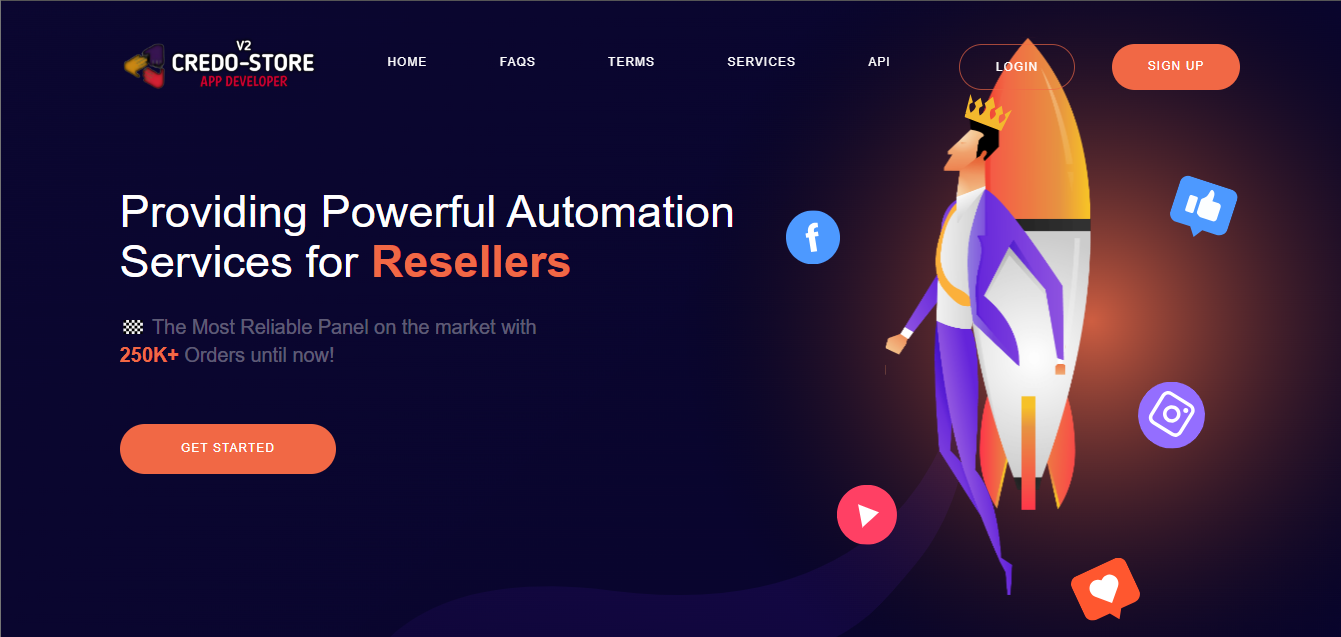 V2
CREDO-STORE
APP DEVELOPER
HOME FAQS TERMS SERVICES API LOGIN SIGN UP
Providing Powerful Automation
Services for Resellers
The Most Reliable Panel on the market with
250K+ Orders until now!
GET STARTED